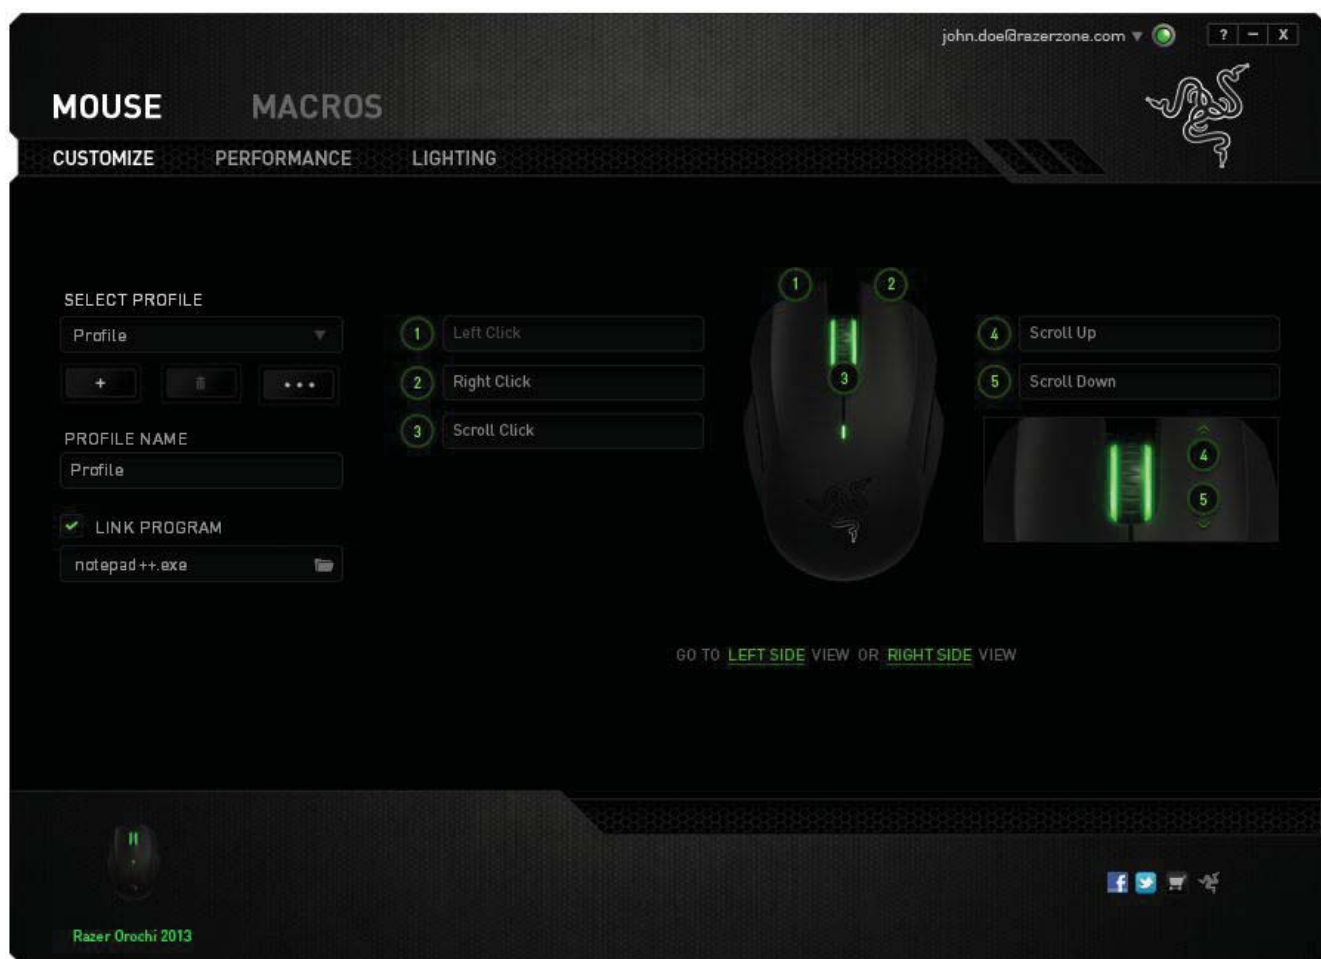 john.doe@razerzone.com
? – X
MOUSE MACROS
CUSTOMIZE PERFORMANCE LIGHTING
SELECT PROFILE
Profile
+ •••
PROFILE NAME
Profile
LINK PROGRAM
notepad++.exe
1 Left Click
2 Right Click
3 Scroll Click
1 2
3
4 Scroll Up
5 Scroll Down
4
5
GO TO LEFT SIDE VIEW OR RIGHT SIDE VIEW
Razer Orochi 2013